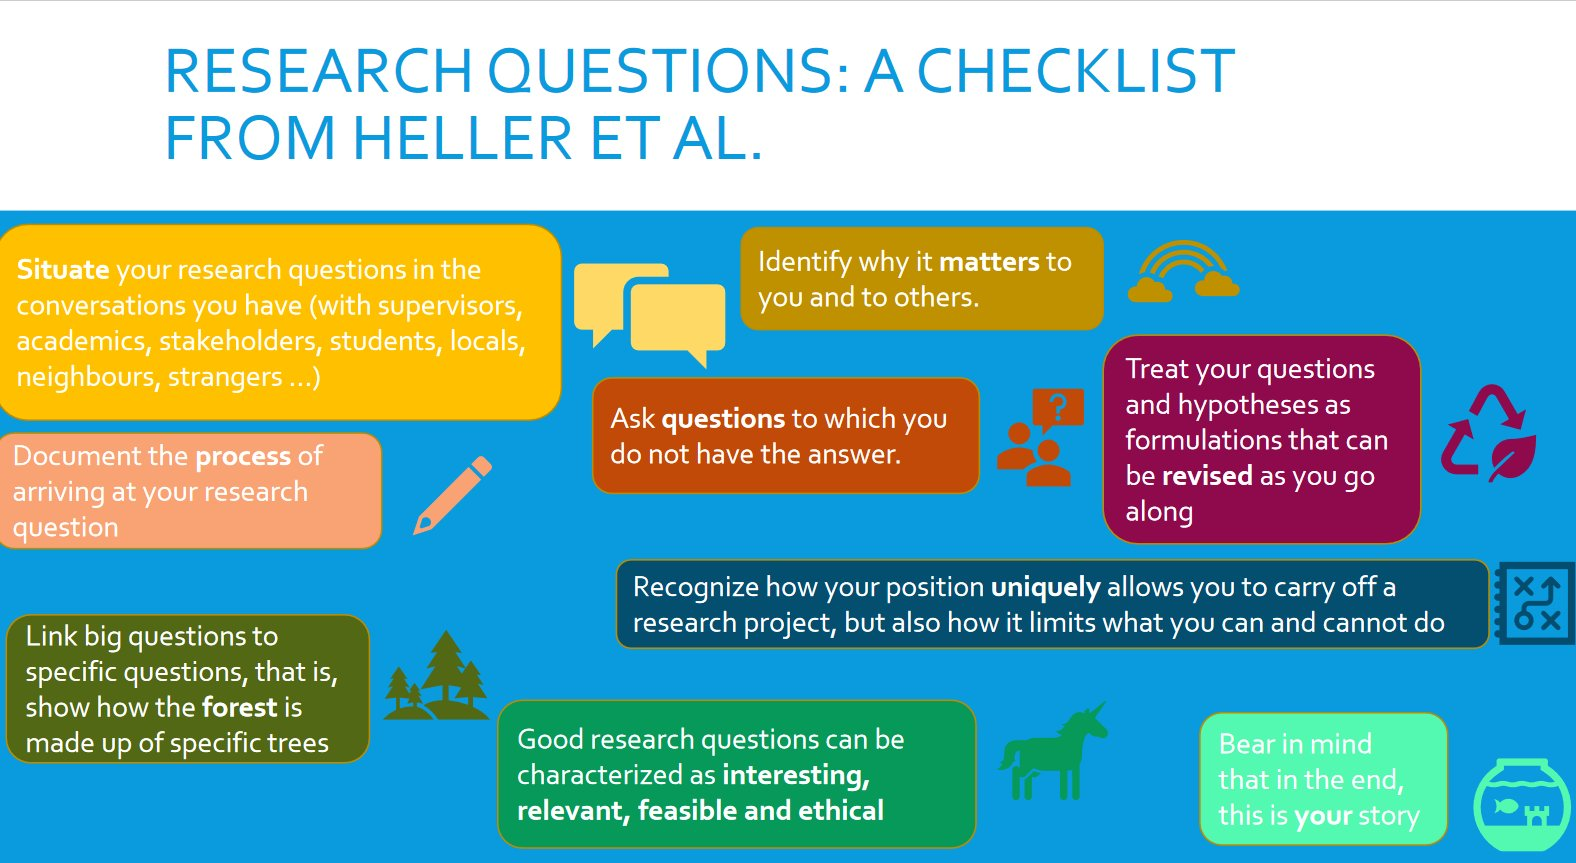 RESEARCH QUESTIONS: A CHECKLIST
FROM HELLER ET AL.
Situate your research questions in the
conversations you have (with supervisors,
academics, stakeholders, students, locals,
neighbours, strangers ...)
Identify why it matters to
you and to others.
Ask questions to which you
do not have the answer.
?
Treat your questions
and hypotheses as
formulations that can
be revised as you go
along
Document the process of
arriving at your research
question
Recognize how your position uniquely allows you to carry off a
research project, but also how it limits what you can and cannot do
Link big questions to
specific questions, that is,
show how the forest is
made up of specific trees
Good research questions can be
characterized as interesting,
relevant, feasible and ethical
Bear in mind
that in the end,
this is your story